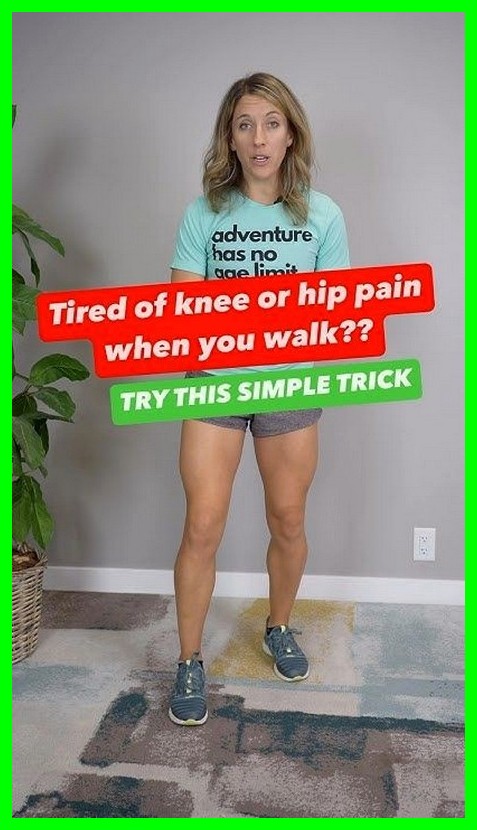 adventure
has no
age limit
Tired of knee or hip pain
when you walk??
TRY THIS SIMPLE TRICK